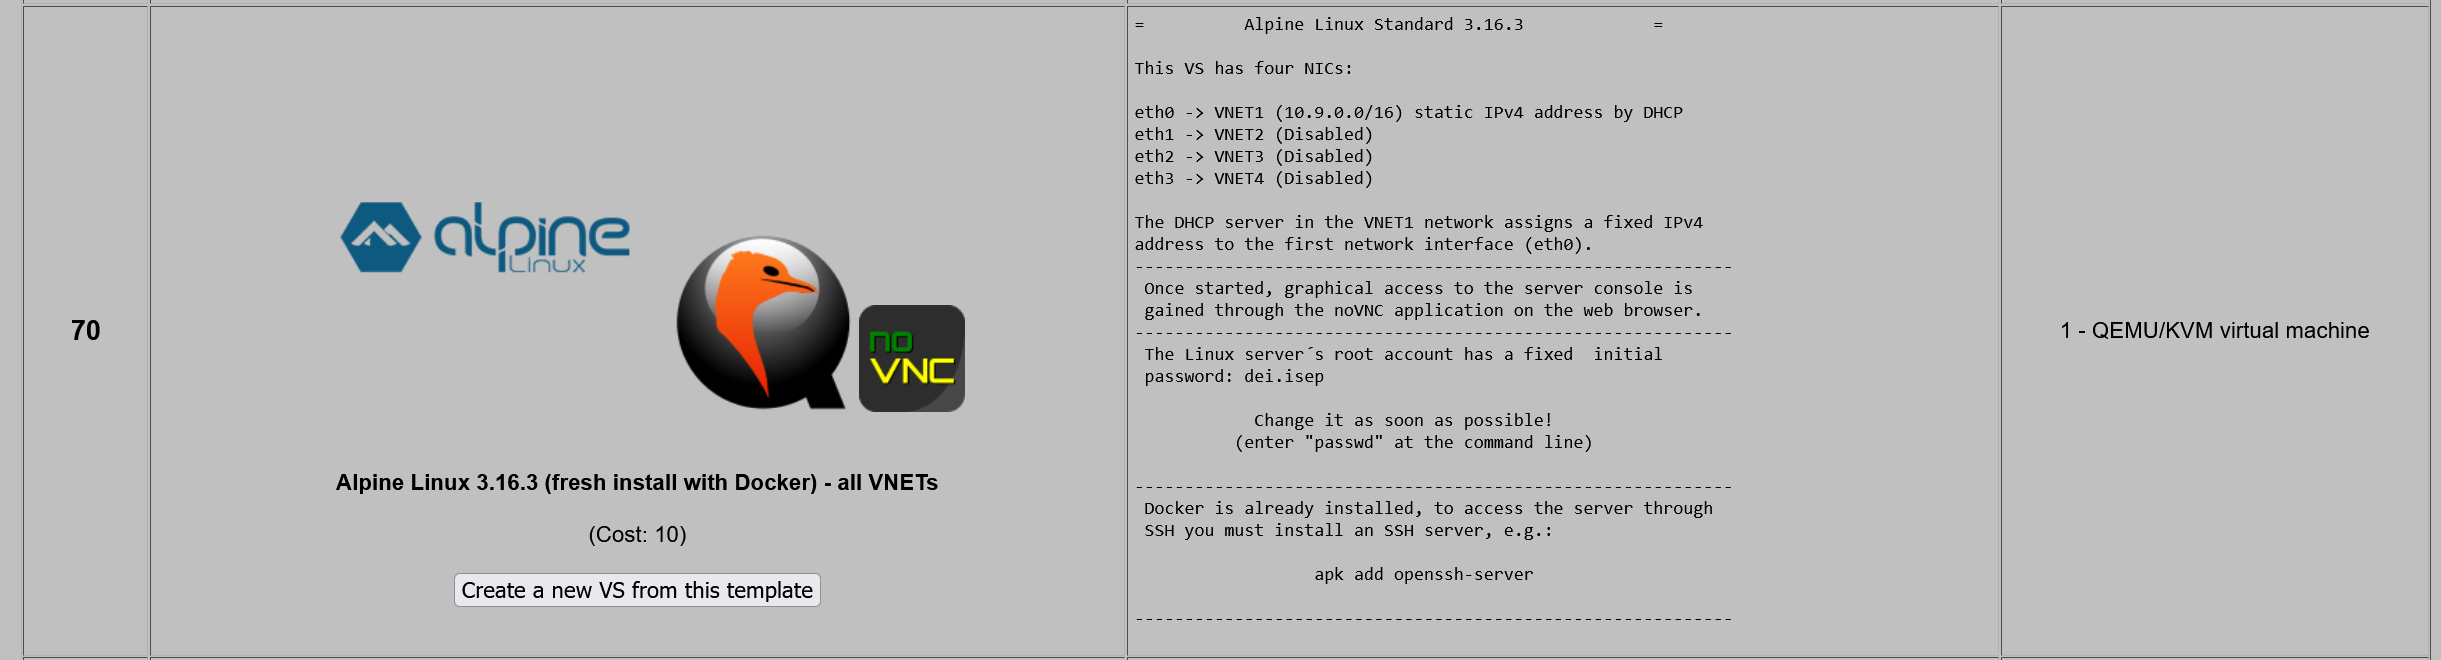 70
alpine
Linux
no
VNC
Alpine Linux 3.16.3 (fresh install with Docker) - all VNETs
(Cost: 10)
Create a new VS from this template
=          Alpine Linux Standard 3.16.3             =
This VS has four NICs:
eth0 -> VNET1 (10.9.0.0/16) static IPv4 address by DHCP
eth1 -> VNET2 (Disabled)
eth2 -> VNET3 (Disabled)
eth3 -> VNET4 (Disabled)
The DHCP server in the VNET1 network assigns a fixed IPv4
address to the first network interface (eth0).
------------------------------------------------------------
Once started, graphical access to the server console is
gained through the noVNC application on the web browser.
------------------------------------------------------------
The Linux server´s root account has a fixed  initial
password: dei.isep
Change it as soon as possible!
(enter "passwd" at the command line)
------------------------------------------------------------
Docker is already installed, to access the server through
SSH you must install an SSH server, e.g.:
apk add openssh-server
------------------------------------------------------------
1 - QEMU/KVM virtual machine